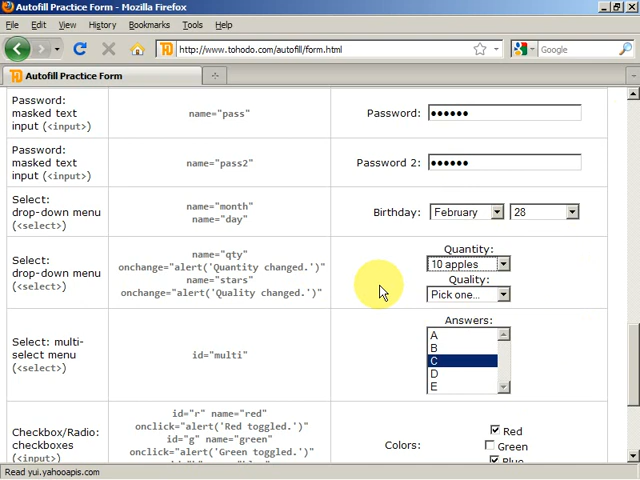 Autofill Practice Form - Mozilla Firefox
File Edit View History Bookmarks Tools Help
http://www.tohodo.com/autofill/form.html
Google
Autofill Practice Form
Password:
masked text
input (<input>)
name="pass"
Password:
●●●●●●
Password:
masked text
input (<input>)
name="pass2"
Password 2:
●●●●●●
Select:
drop-down menu
(<select>)
name="month"
name="day"
Birthday:
February
28
Select:
drop-down menu
(<select>)
name="qty"
onchange="alert('Quantity changed.')"
name="stars"
onchange="alert('Quality changed.')"
Quantity:
10 apples
Quality:
Pick one...
Select: multi-
select menu
(<select>)
id="multi"
Answers:
A
B
C
D
E
Checkbox/Radio:
checkboxes
(<input>)
id="r" name="red"
onclick="alert('Red toggled.')"
id="g" name="green"
onclick="alert('Green toggled.')"
Colors:
Red
Green
Blue
Read yui.yahooapis.com